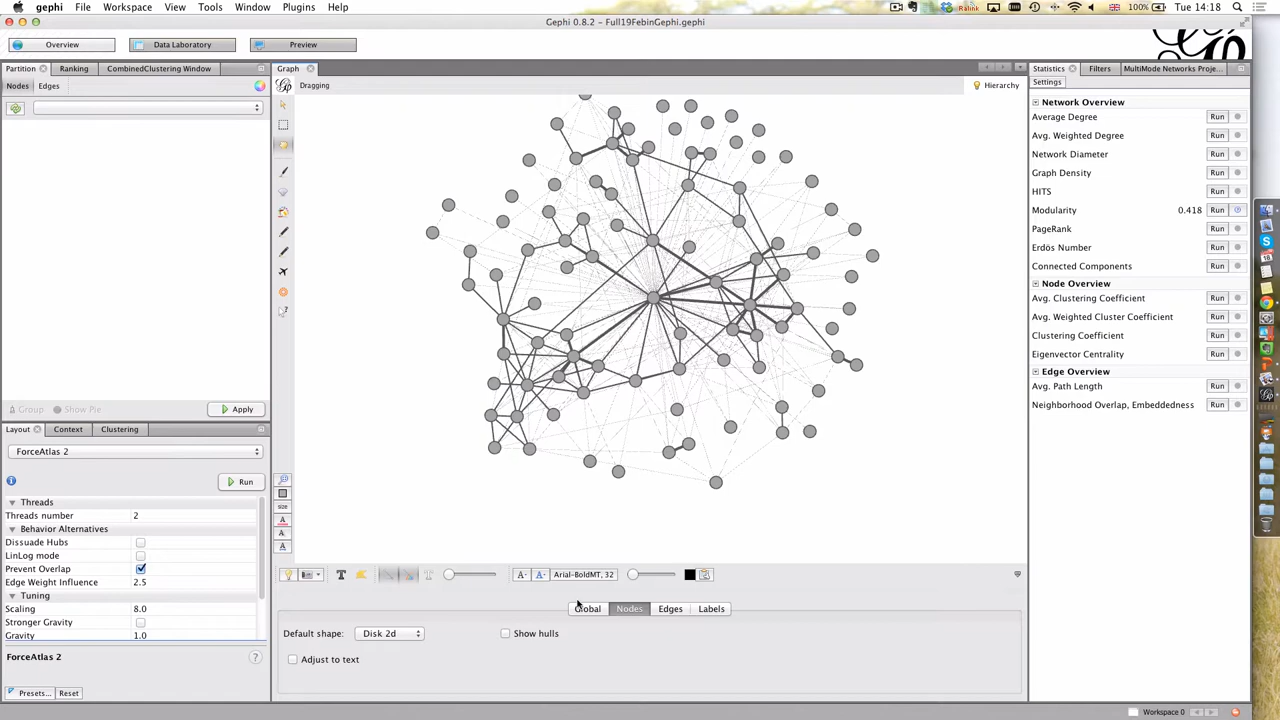 gephi File Workspace View Tools Window Plugins Help Ralink 100% Tue 14:18
Gephi 0.8.2 - Full19FebinGephi.gephi
Overview Data Laboratory Preview
Partition Ranking CombinedClustering Window Graph Statistics Filters MultiMode Networks Proje...
Nodes Edges Dragging Hierarchy Settings
Network Overview
Average Degree Run
Avg. Weighted Degree Run
Network Diameter Run
Graph Density Run
HITS Run
Modularity 0.418 Run
PageRank Run
Erdös Number Run
Connected Components Run
Node Overview
Avg. Clustering Coefficient Run
Avg. Weighted Cluster Coefficient Run
Clustering Coefficient Run
Eigenvector Centrality Run
Edge Overview
Avg. Path Length Run
Neighborhood Overlap, Embeddedness Run
Group Show Pie Apply
Layout Context Clustering
ForceAtlas 2
Run
Threads
Threads number 2
Behavior Alternatives
Dissuade Hubs
LinLog mode
Prevent Overlap
Edge Weight Influence 2.5
Tuning
Scaling 8.0
Stronger Gravity
Gravity 1.0
ForceAtlas 2
Presets... Reset
size
A
A
A
T T A- A- Arial-BoldMT, 32
Global Nodes Edges Labels
Default shape: Disk 2d Show hulls
Adjust to text
Workspace 0